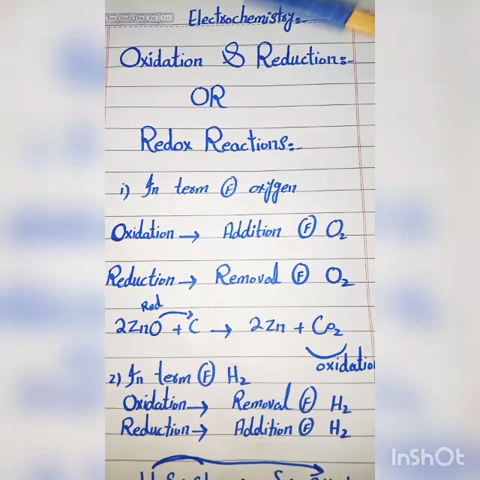 Electrochemistry:-
Oxidation & Reduction:-
OR
Redox Reactions:-
i) In term (F) oxygen
Oxidation → Addition (F) O₂
Reduction → Removal (F) O₂
Red
2ZnO + C → 2Zn + CO₂
oxidation
2) In term (F) H₂
Oxidation → Removal (F) H₂
Reduction → Addition (F) H₂
InShOt